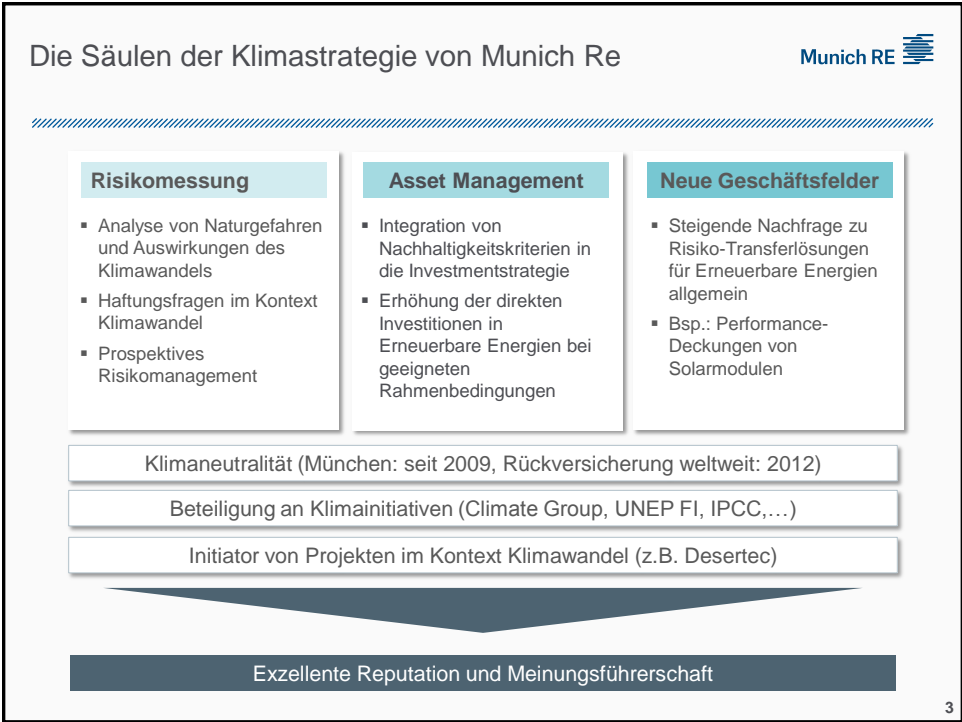 Die Säulen der Klimastrategie von Munich Re
Munich RE
Risikomessung
▪ Analyse von Naturgefahren
und Auswirkungen des
Klimawandels
▪ Haftungsfragen im Kontext
Klimawandel
▪ Prospektives
Risikomanagement
Asset Management
▪ Integration von
Nachhaltigkeitskriterien in
die Investmentstrategie
▪ Erhöhung der direkten
Investitionen in
Erneuerbare Energien bei
geeigneten
Rahmenbedingungen
Neue Geschäftsfelder
▪ Steigende Nachfrage zu
Risiko-Transferlösungen
für Erneuerbare Energien
allgemein
▪ Bsp.: Performance-
Deckungen von
Solarmodulen
Klimaneutralität (München: seit 2009, Rückversicherung weltweit: 2012)
Beteiligung an Klimainitiativen (Climate Group, UNEP FI, IPCC,…)
Initiator von Projekten im Kontext Klimawandel (z.B. Desertec)
Exzellente Reputation und Meinungsführerschaft
3